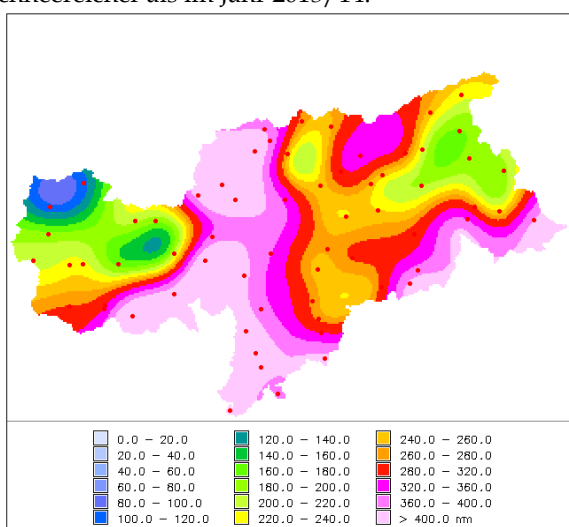 als im Jahr
0.0 – 20.0
20.0 – 40.0
40.0 – 60.0
60.0 – 80.0
80.0 – 100.0
100.0 – 120.0
120.0 – 140.0
140.0 – 160.0
160.0 – 180.0
180.0 – 200.0
200.0 – 220.0
220.0 – 240.0
240.0 – 260.0
260.0 – 280.0
280.0 – 320.0
320.0 – 360.0
360.0 – 400.0
> 400.0 mm